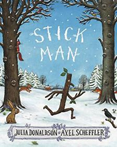 STICK
MAN
JULIA DONALDSON • AXEL SCHEFFLER